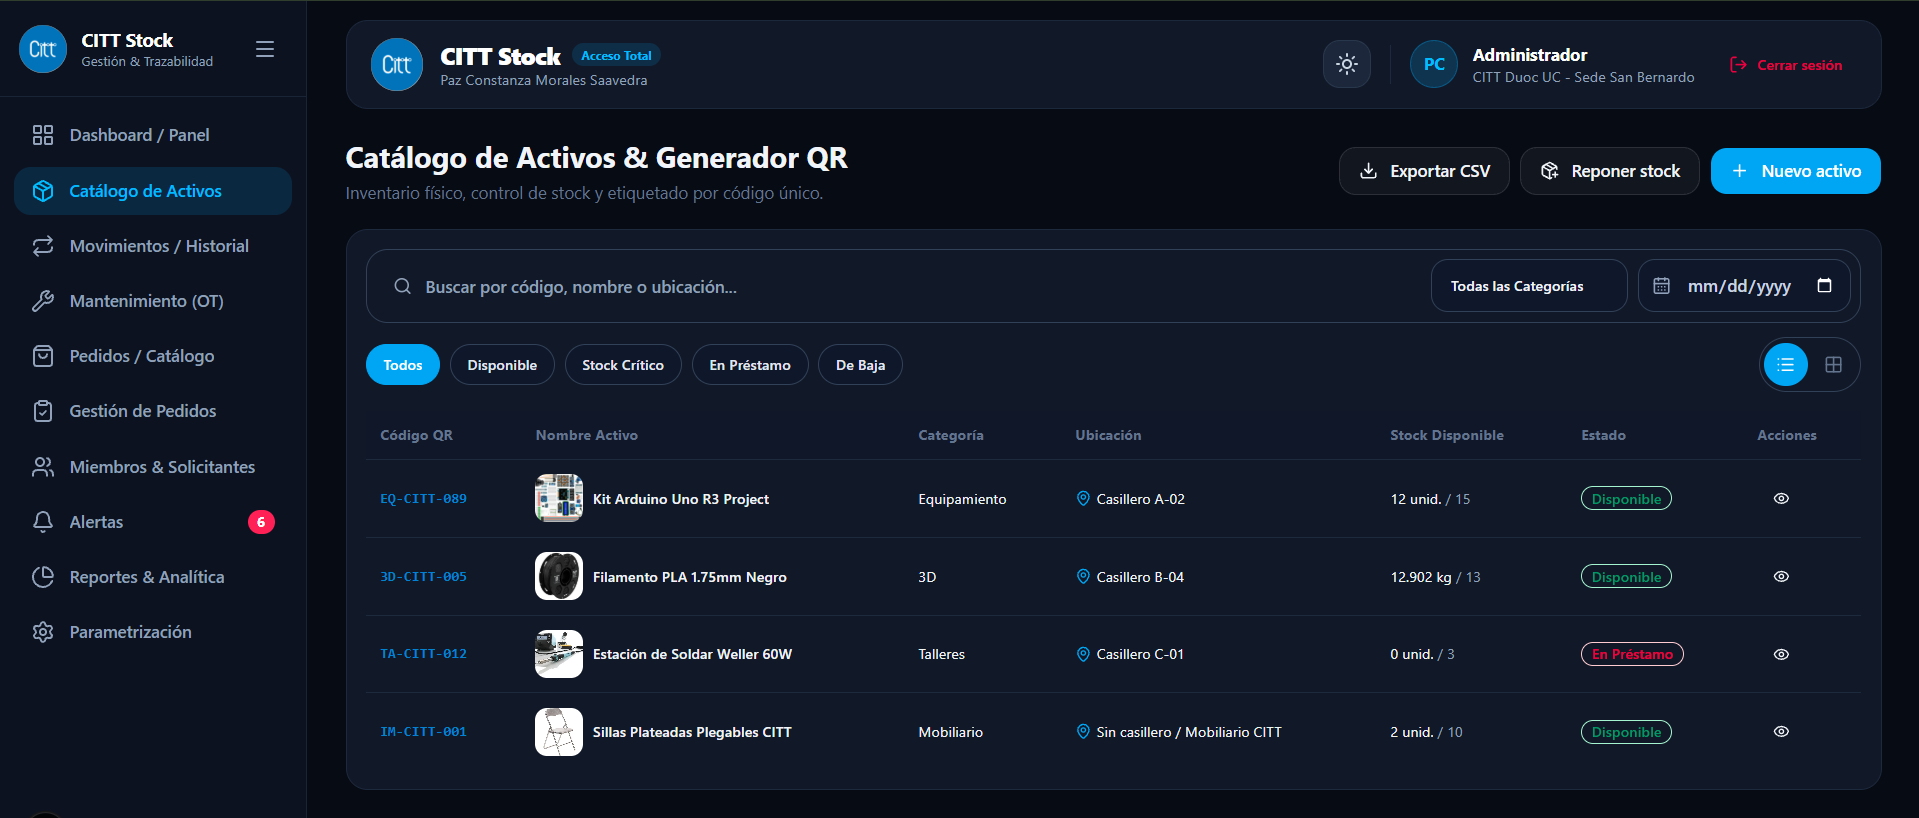 Citt
CITT Stock
Gestión & Trazabilidad
Dashboard / Panel
Catálogo de Activos
Movimientos / Historial
Mantenimiento (OT)
Pedidos / Catálogo
Gestión de Pedidos
Miembros & Solicitantes
Alertas
6
Reportes & Analítica
Parametrización
Citt
CITT Stock
Acceso Total
Paz Constanza Morales Saavedra
PC
Administrador
CITT Duoc UC - Sede San Bernardo
Cerrar sesión
Catálogo de Activos & Generador QR
Inventario físico, control de stock y etiquetado por código único.
Exportar CSV
Reponer stock
Nuevo activo
Buscar por código, nombre o ubicación...
Todas las Categorías
mm/dd/yyyy
Todos
Disponible
Stock Crítico
En Préstamo
De Baja
Código QR Nombre Activo Categoría Ubicación Stock Disponible Estado Acciones
EQ-CITT-089 Kit Arduino Uno R3 Project Equipamiento Casillero A-02 12 unid. / 15 Disponible
3D-CITT-005 Filamento PLA 1.75mm Negro 3D Casillero B-04 12.902 kg / 13 Disponible
TA-CITT-012 Estación de Soldar Weller 60W Talleres Casillero C-01 0 unid. / 3 En Préstamo
IM-CITT-001 Sillas Plateadas Plegables CITT Mobiliario Sin casillero / Mobiliario CITT 2 unid. / 10 Disponible